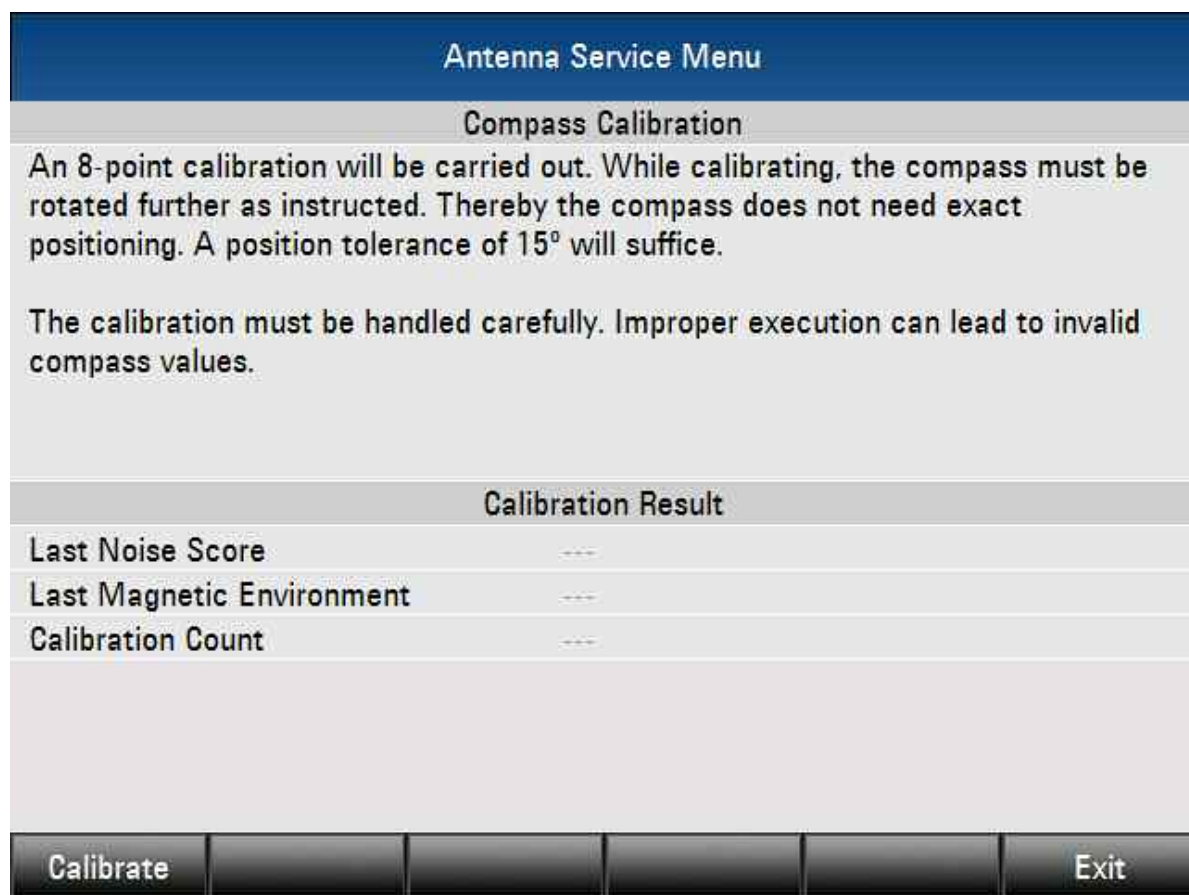 Antenna Service Menu
Compass Calibration
An 8-point calibration will be carried out. While calibrating, the compass must be
rotated further as instructed. Thereby the compass does not need exact
positioning. A position tolerance of 15º will suffice.
The calibration must be handled carefully. Improper execution can lead to invalid
compass values.
Calibration Result
Last Noise Score ---
Last Magnetic Environment ---
Calibration Count ---
Calibrate Exit